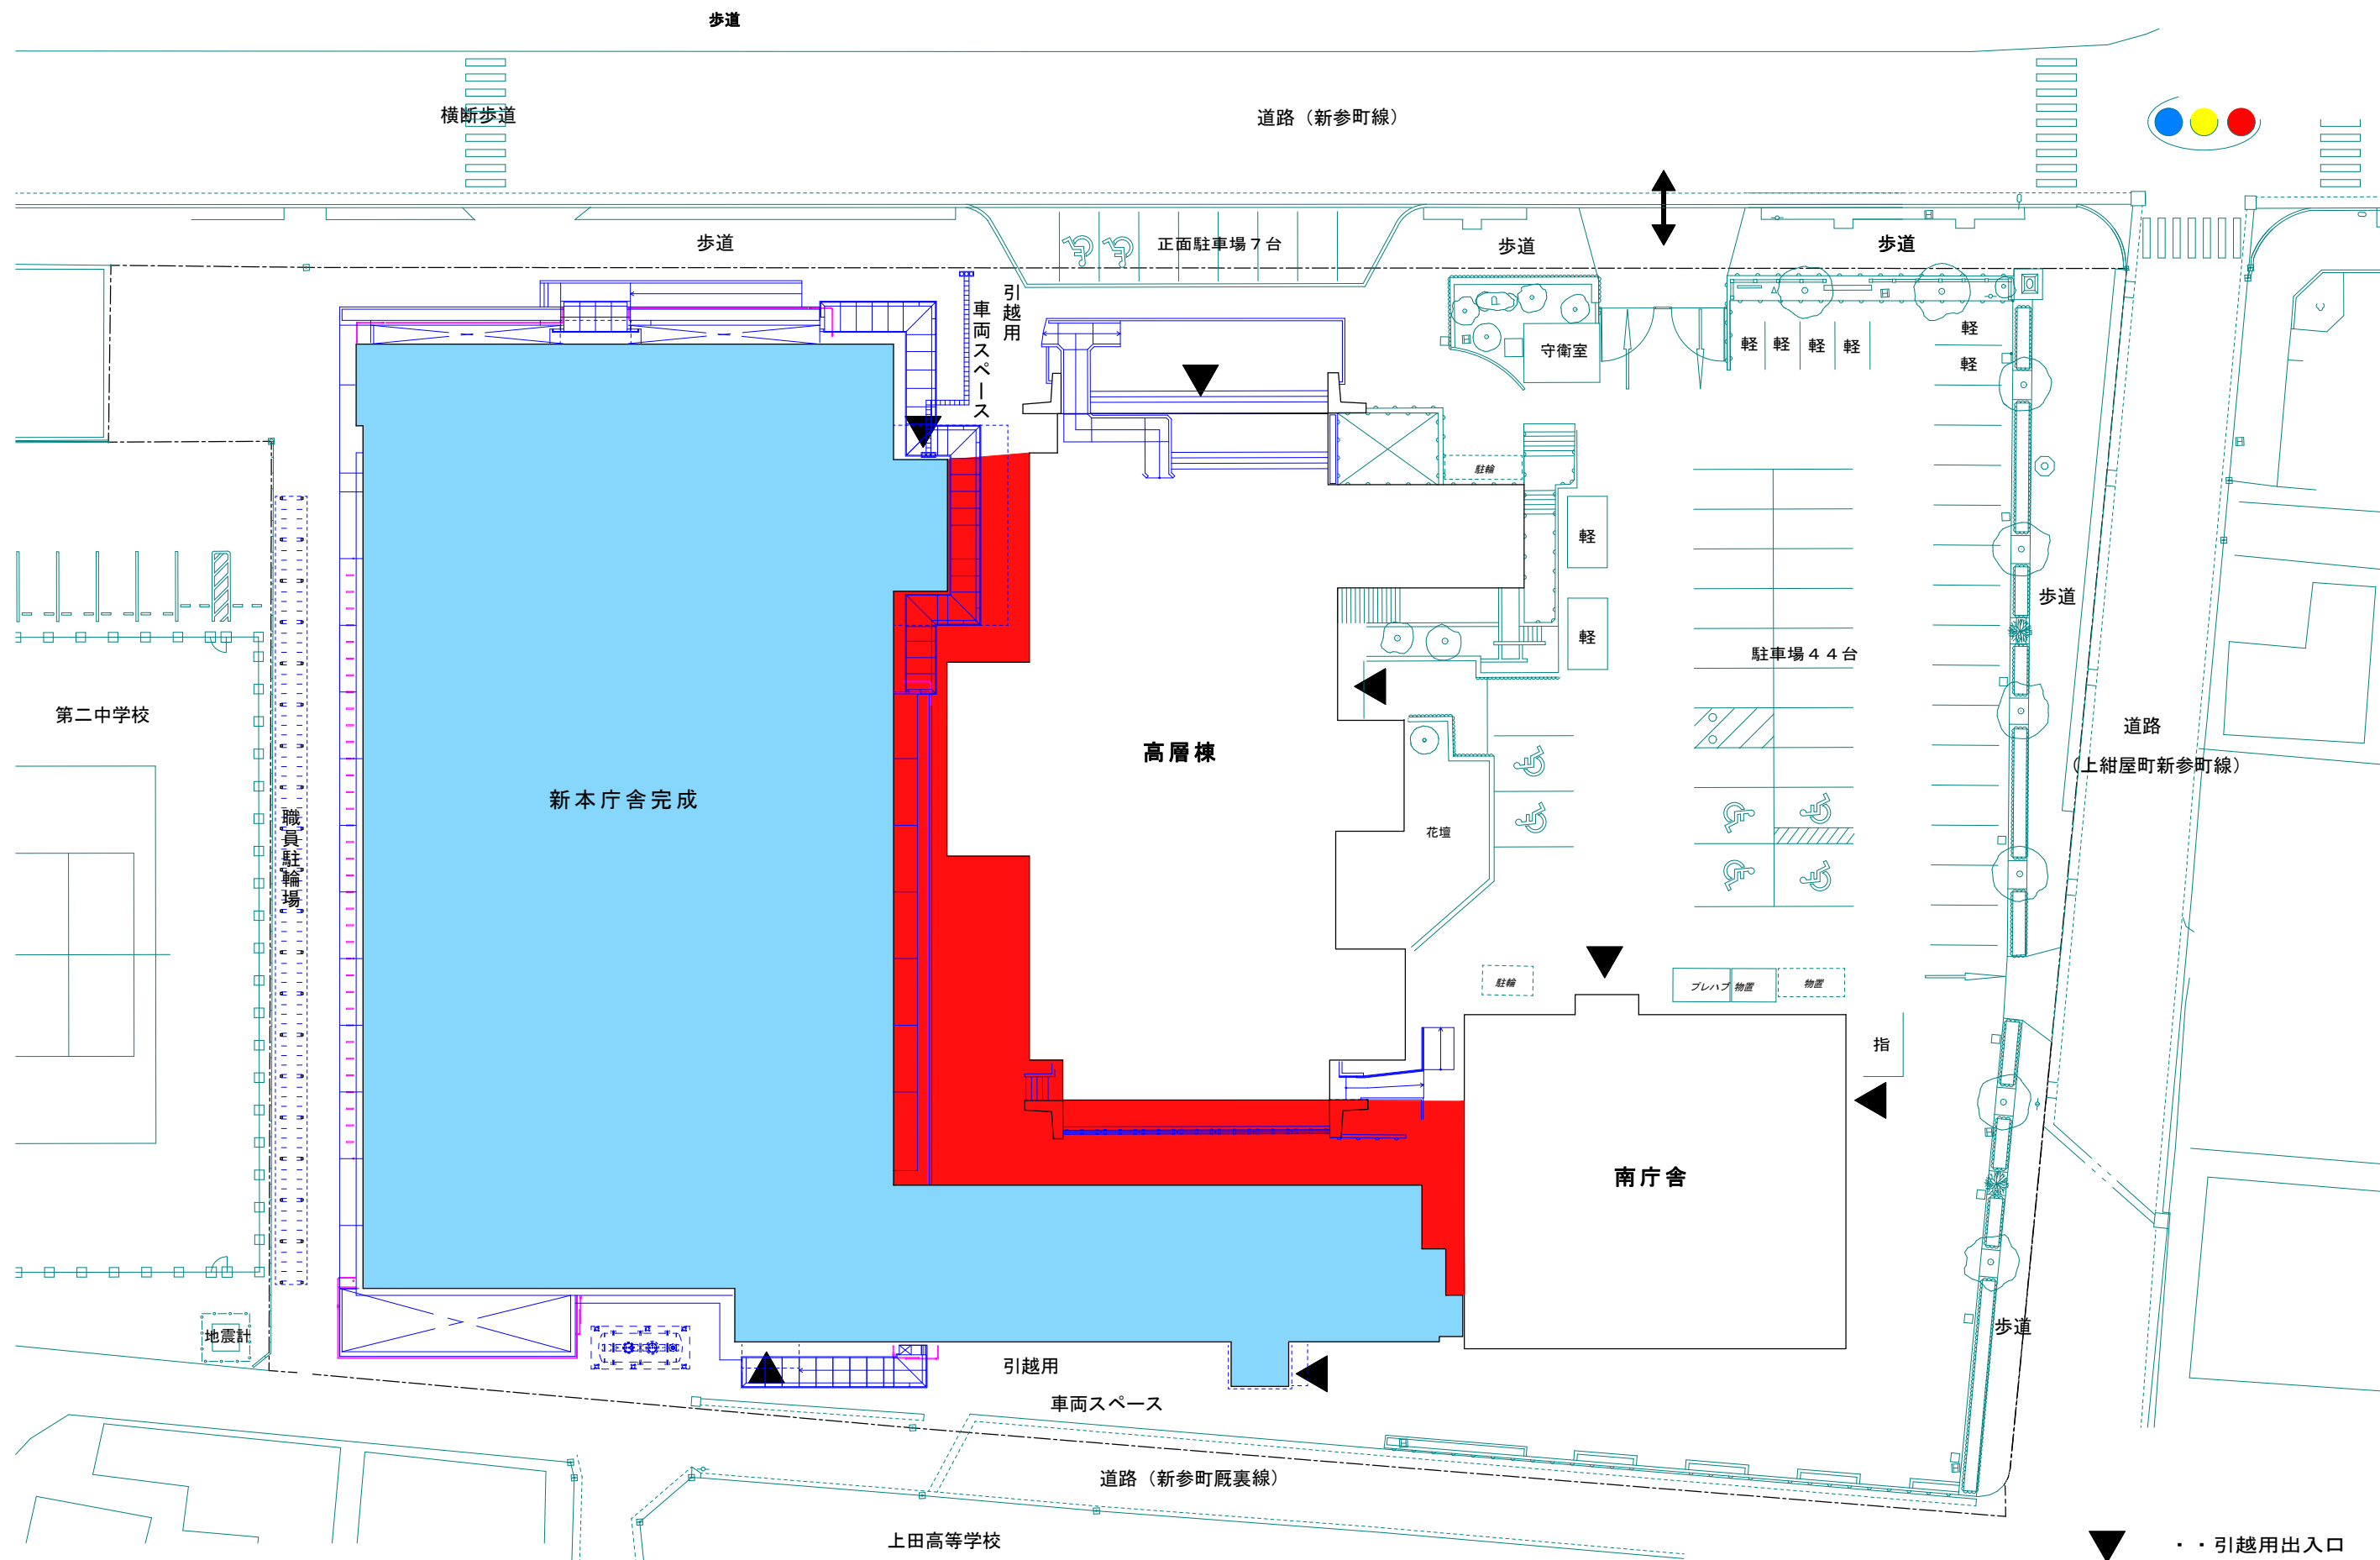 歩道
横断歩道
道路（新参町線）
歩道
正面駐車場７台
歩道
歩道
引越用
車両スペース
守衛室
軽
軽
軽
軽
軽
軽
駐輪
軽
軽
歩道
駐車場４４台
第二中学校
道路
（上紺屋町新参町線）
高層棟
新本庁舎完成
職員駐輪場
花壇
駐輪
プレハブ 物置
物置
指
南庁舎
地震計
歩道
引越用
車両スペース
道路（新参町厩裏線）
上田高等学校
・・引越用出入口